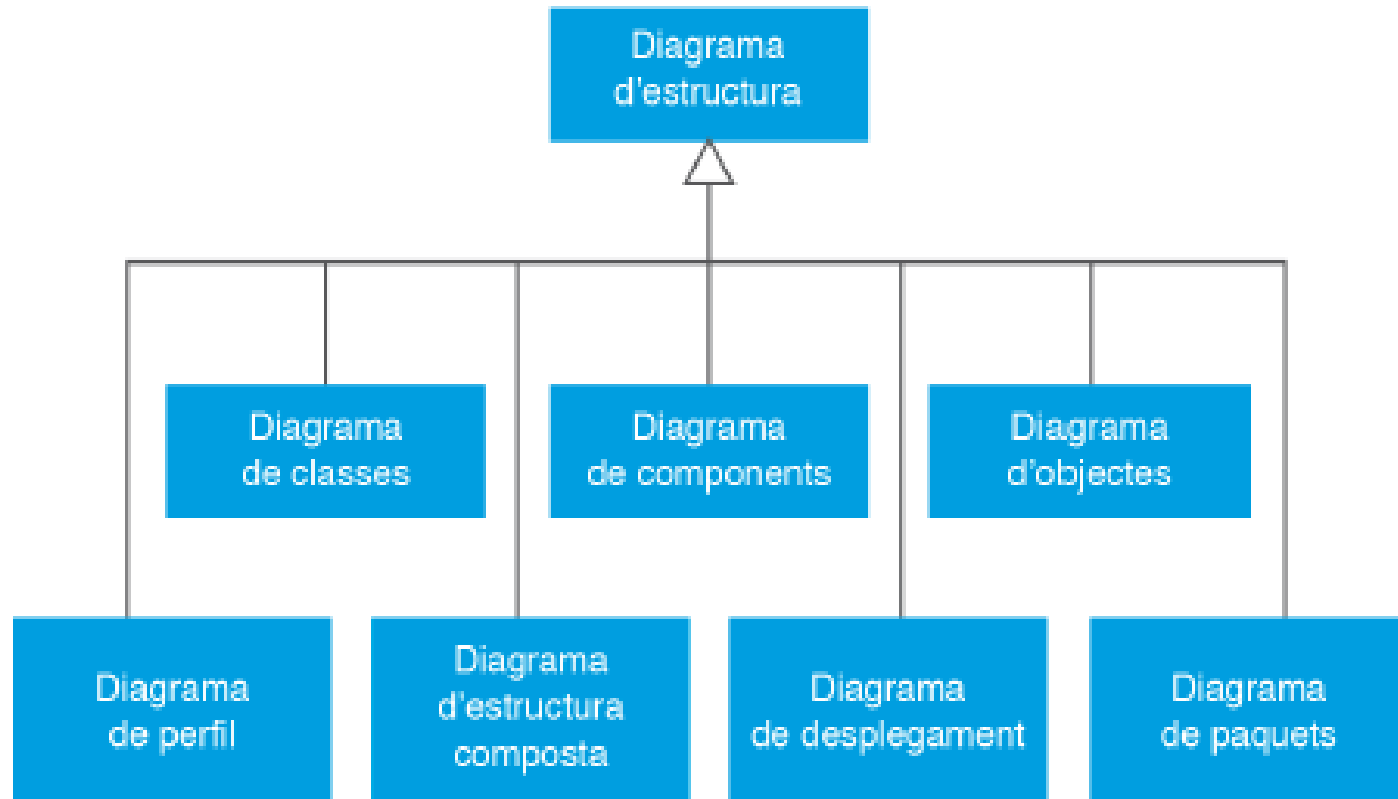 Diagrama
d'estructura
Diagrama
de classes
Diagrama
de components
Diagrama
d'objectes
Diagrama
de perfil
Diagrama
d'estructura
composta
Diagrama
de desplegament
Diagrama
de paquets